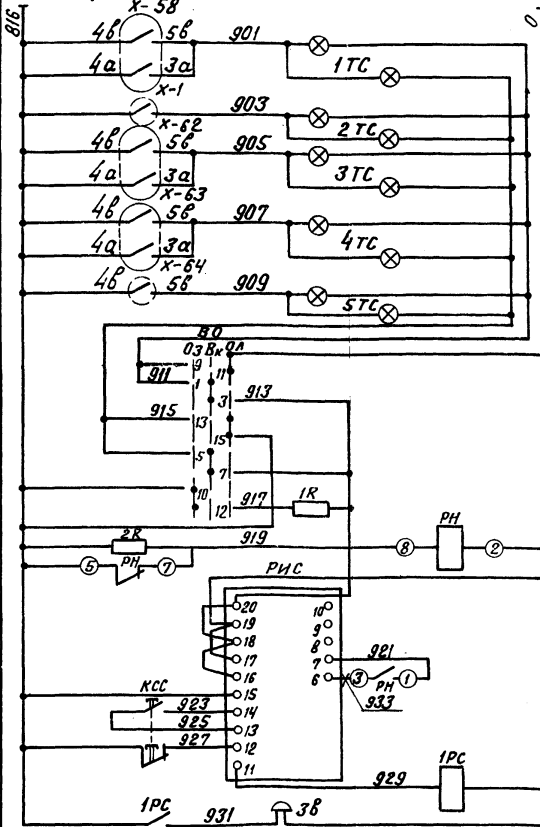 х-58
816
0
4в 5в 901
1ТС
4а 3а
х-1
903
х-62
2ТС
4в 5в 905
3ТС
4а 3а
х-63
4в 5в 907
4ТС
4а 3а
х-64
4в 5в 909
5ТС
ВО
ОЗ Вк Ол
9 11
911 1
3 913
915 13
15
5
7
10
12 917 1R
2R 919 РН
5 РН 7 8 2
РИС
20 10
19 9
18 8
17 7 921
16 6 3 РН 1
933
15
КСС
923 14
925 13
927 12
11
929 1РС
1РС 931 ЗВ